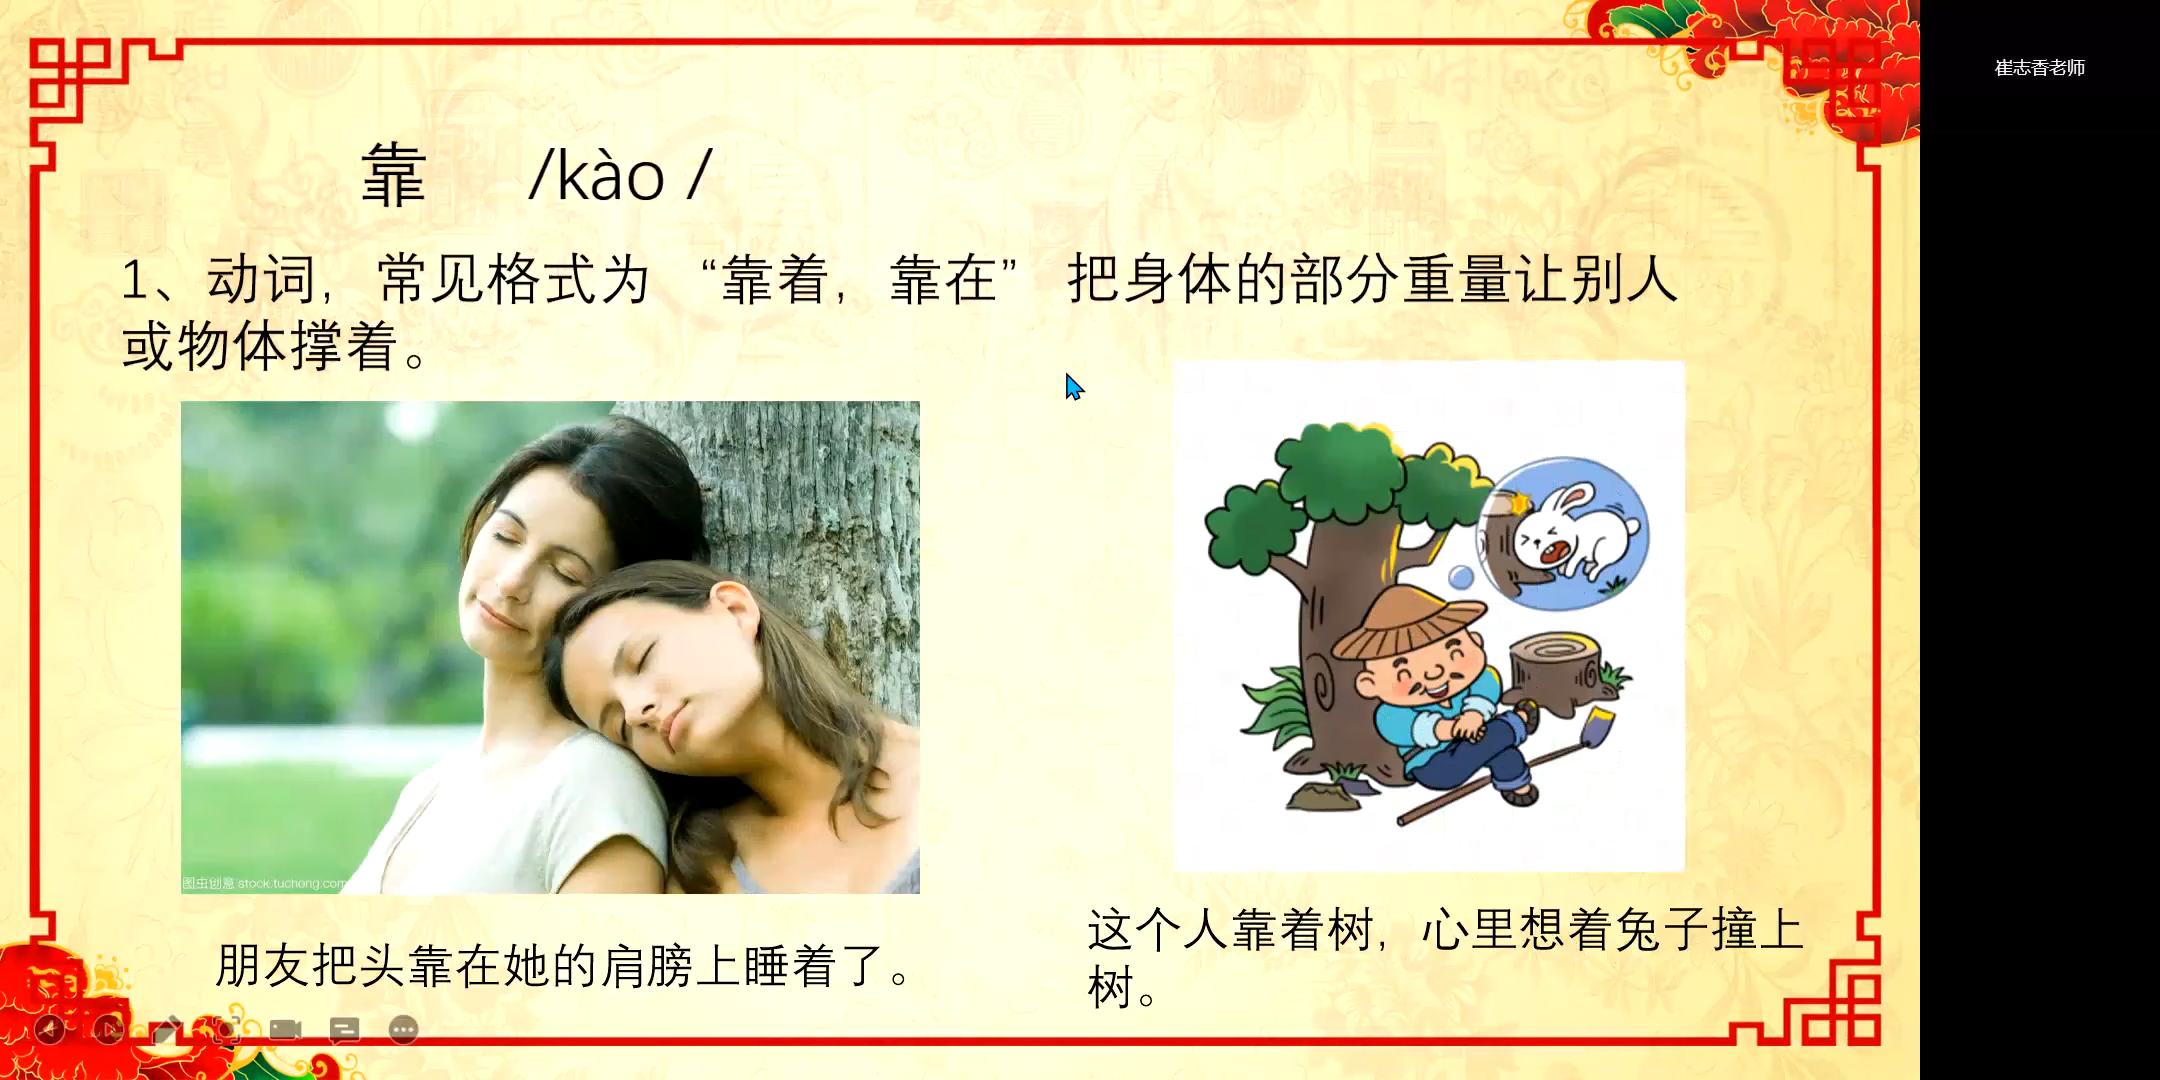 崔志香老师
靠 /kào /
1、动词，常见格式为 “靠着，靠在” 把身体的部分重量让别人
或物体撑着。
图虫创意 stock.tuchong.com
朋友把头靠在她的肩膀上睡着了。
这个人靠着树，心里想着兔子撞上
树。